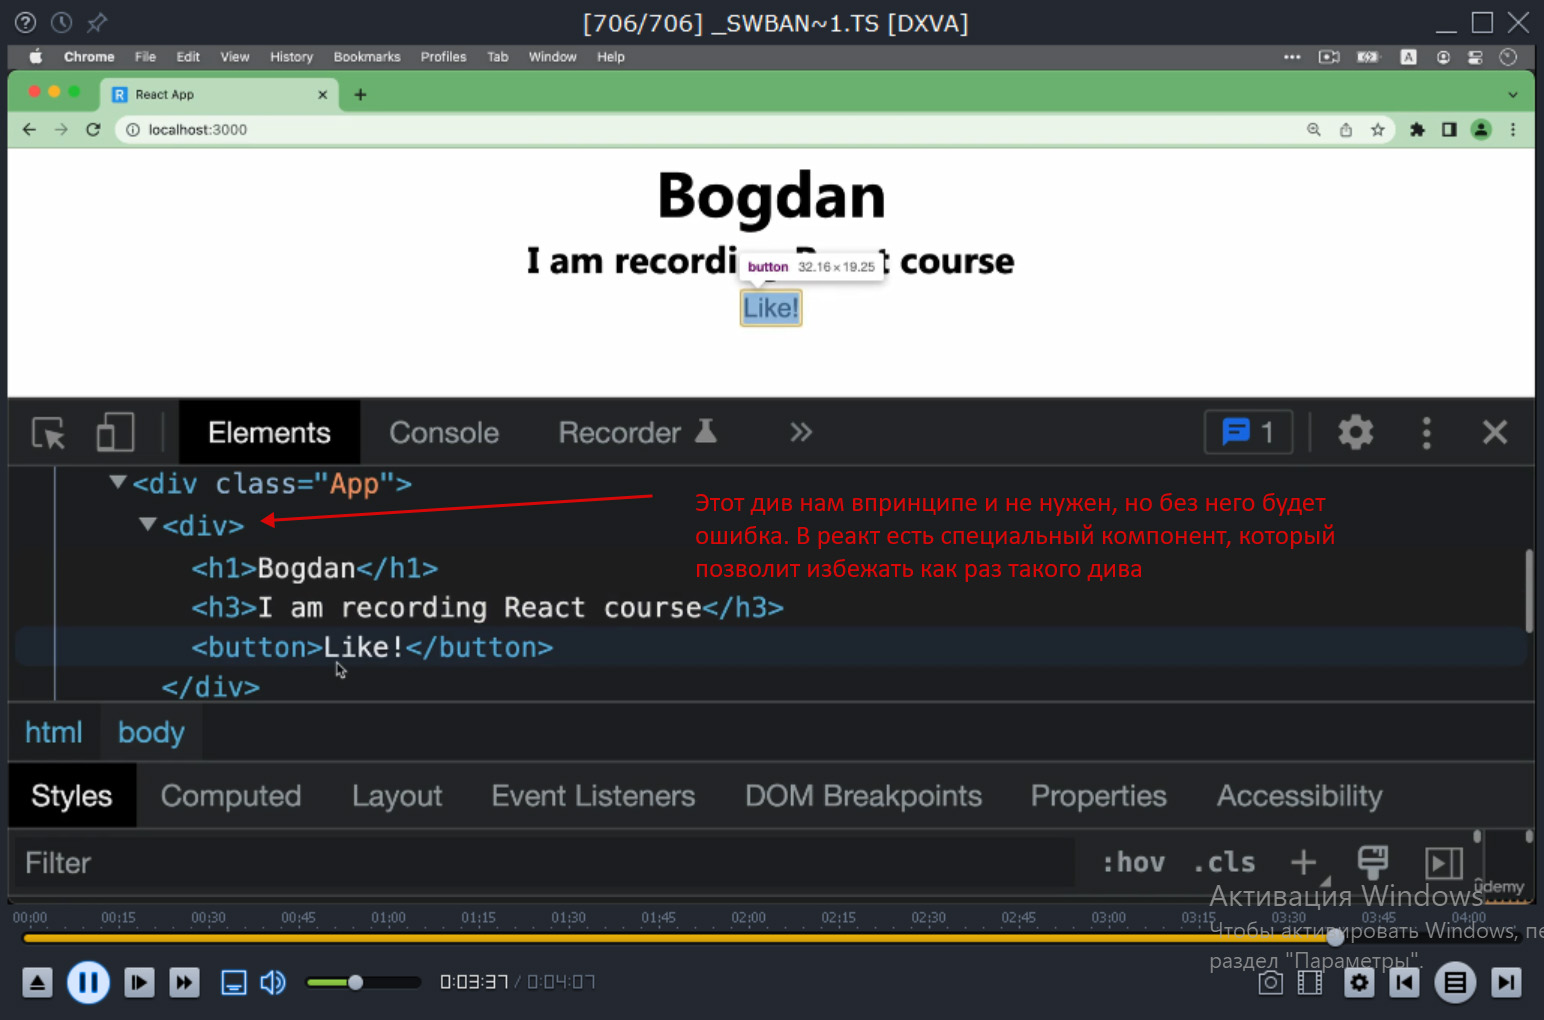 [706/706] _SWBAN~1.TS [DXVA]
Chrome File Edit View History Bookmarks Profiles Tab Window Help
A
R React App
localhost:3000
Bogdan
I am recordi t course
button 32.16 × 19.25
Like!
Elements Console Recorder 1
<div class="App">
<div>
<h1>Bogdan</h1>
<h3>I am recording React course</h3>
<button>Like!</button>
</div>
Этот див нам впринципе и не нужен, но без него будет
ошибка. В реакт есть специальный компонент, который
позволит избежать как раз такого дива
html body
Styles Computed Layout Event Listeners DOM Breakpoints Properties Accessibility
Filter :hov .cls
ûdemy
Активация Windows
Чтобы активировать Windows, пе
раздел "Параметры".
00:00 00:15 00:30 00:45 01:00 01:15 01:30 01:45 02:00 02:15 02:30 02:45 03:00 03:15 03:30 03:45 04:00
0:03:37 / 0:04:07